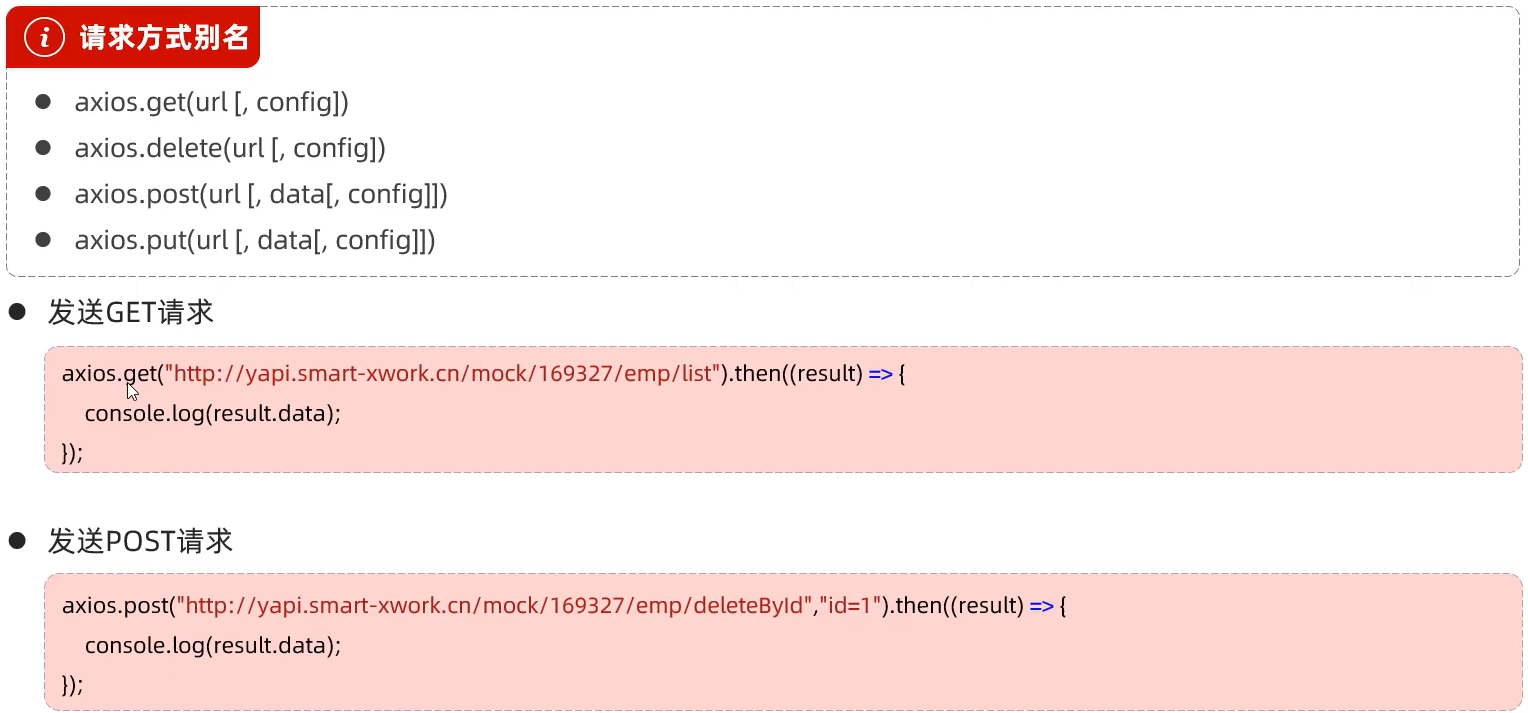 请求方式别名
axios.get(url [, config])
axios.delete(url [, config])
axios.post(url [, data[, config]])
axios.put(url [, data[, config]])
发送GET请求
axios.get("http://yapi.smart-xwork.cn/mock/169327/emp/list").then((result) => {
console.log(result.data);
});
发送POST请求
axios.post("http://yapi.smart-xwork.cn/mock/169327/emp/deleteById","id=1").then((result) => {
console.log(result.data);
});